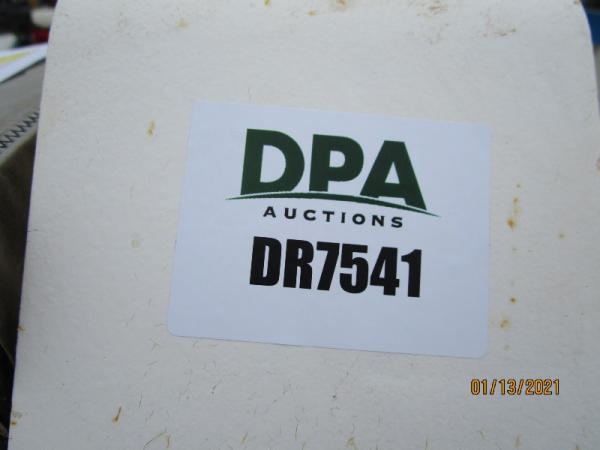 DPA
AUCTIONS
DR7541
01/13/2021